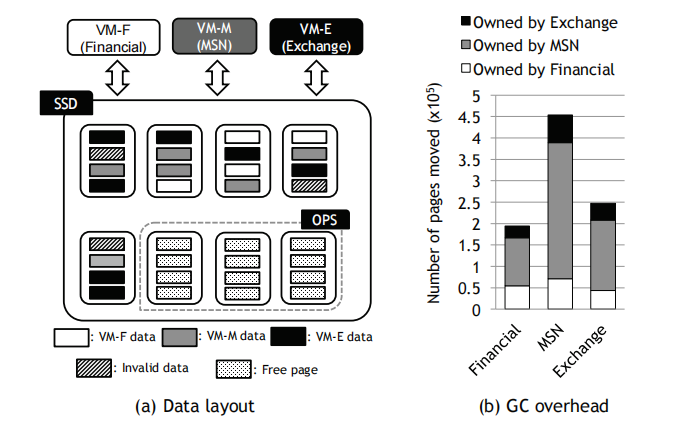 VM-F
(Financial)
VM-M
(MSN)
VM-E
(Exchange)
SSD
OPS
: VM-F data
: VM-M data
: VM-E data
: Invalid data
: Free page
(a) Data layout
Owned by Exchange
Owned by MSN
Owned by Financial
Number of pages moved (x10⁵)
5
4.5
4
3.5
3
2.5
2
1.5
1
0.5
0
Financial
MSN
Exchange
(b) GC overhead